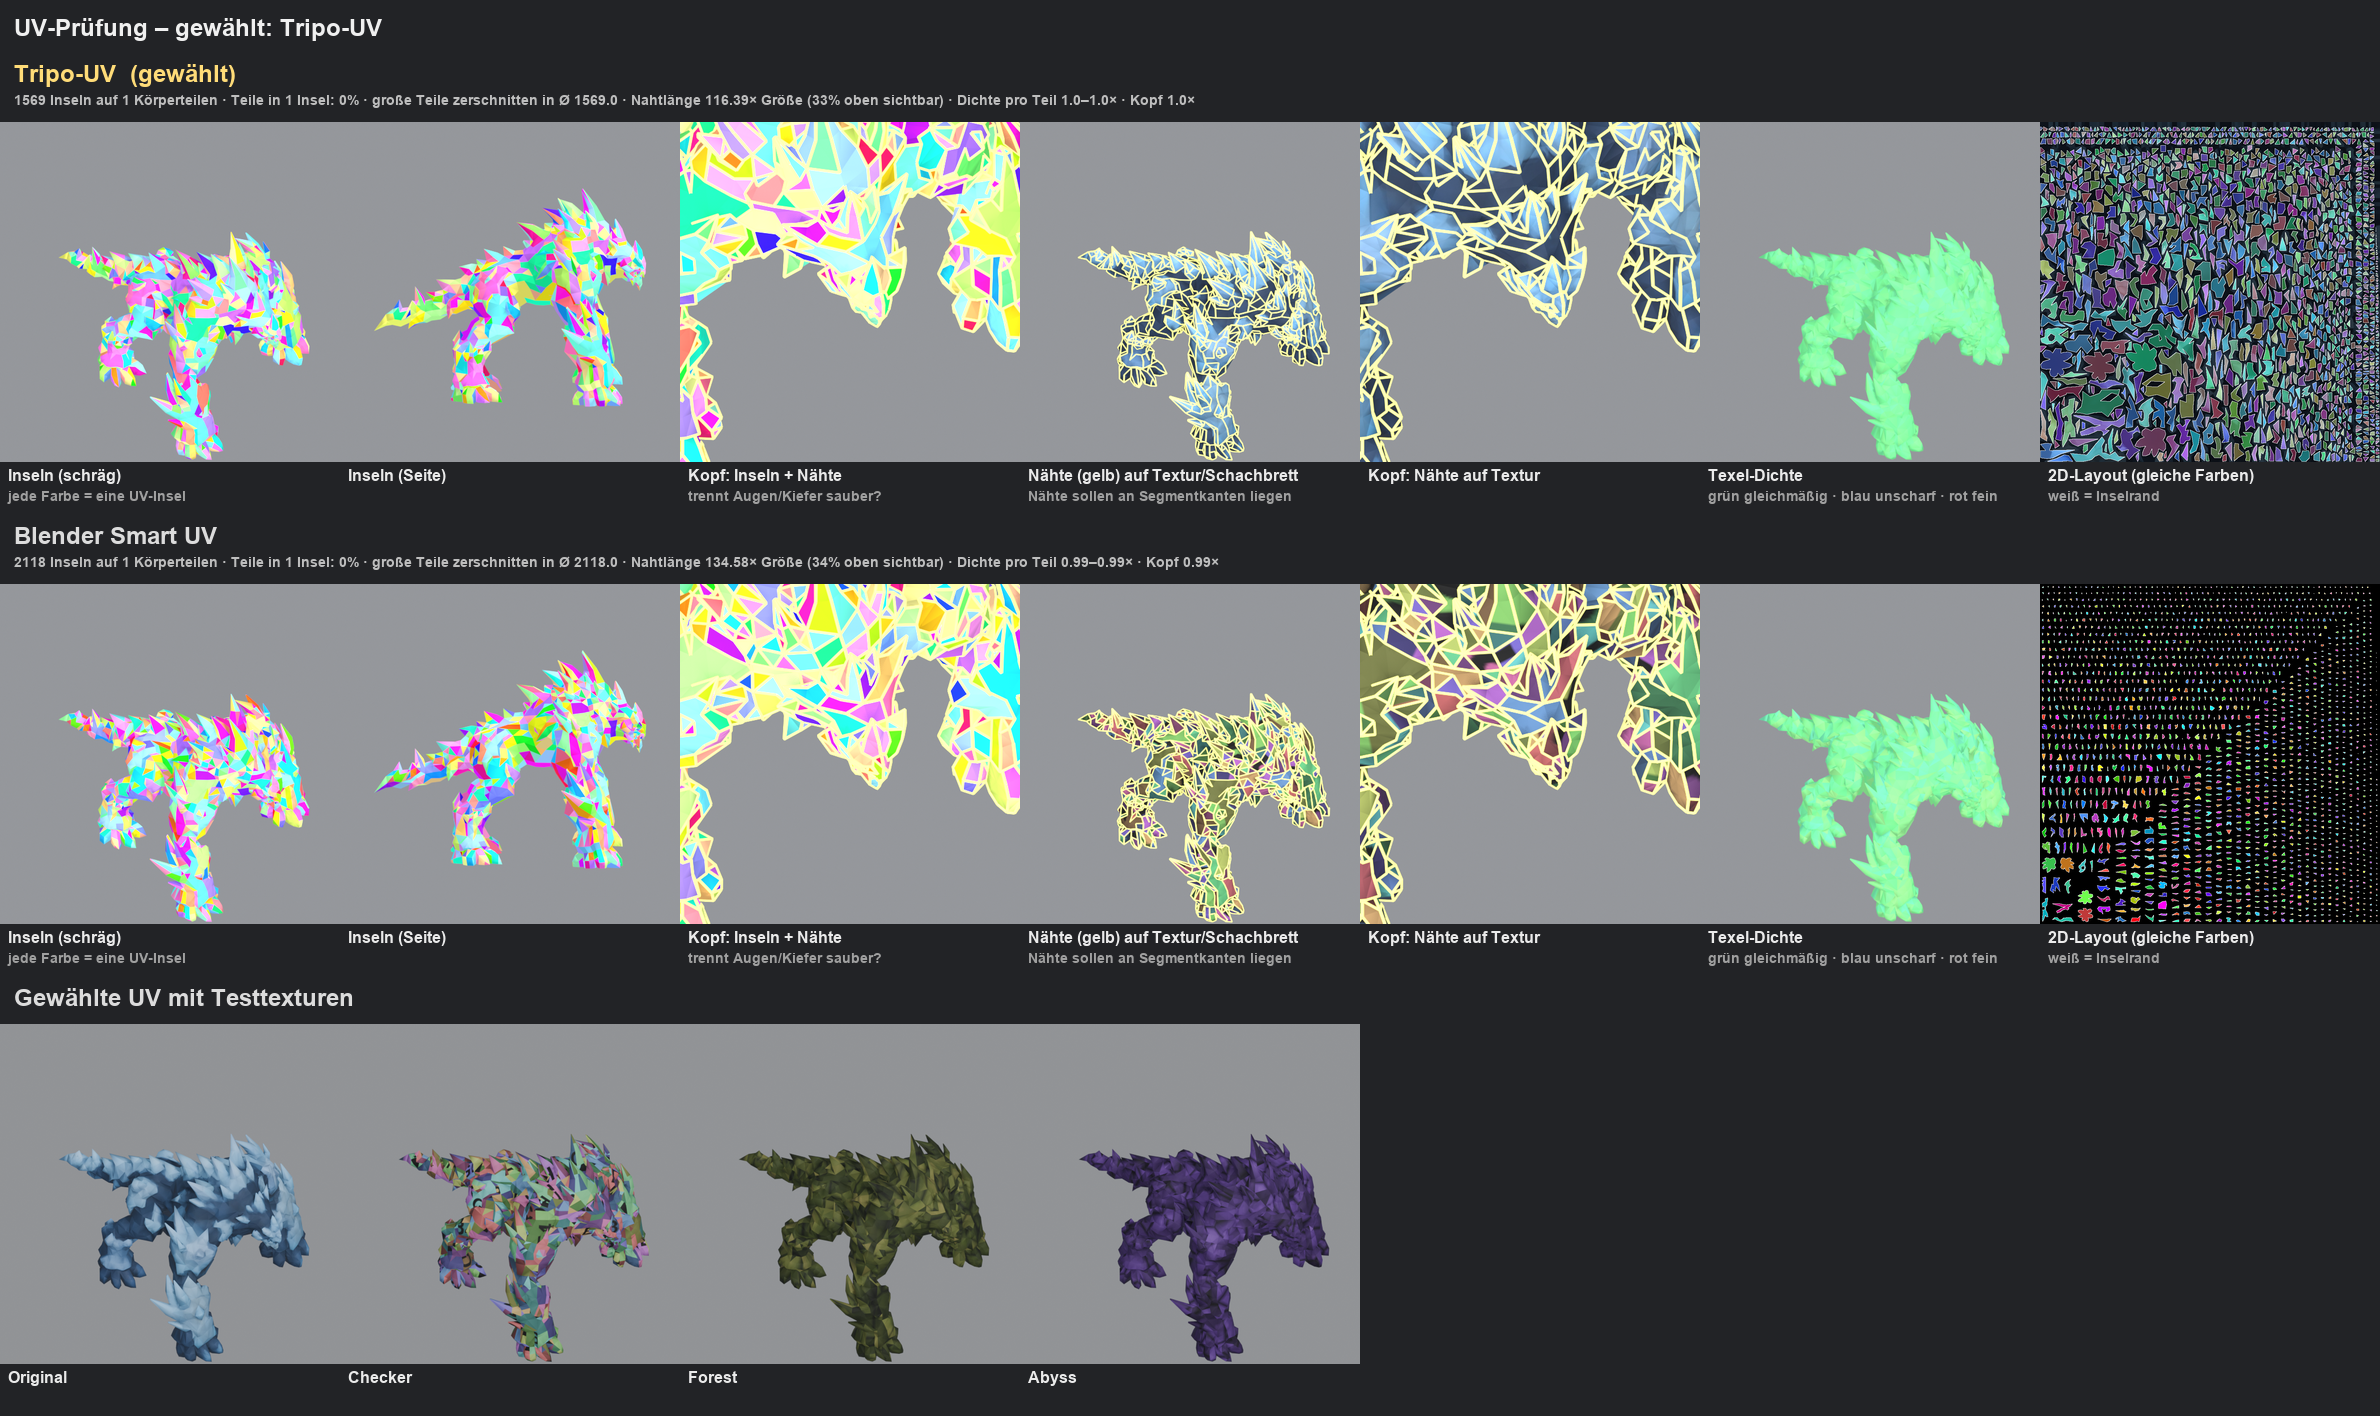 UV-Prüfung – gewählt: Tripo-UV
Tripo-UV (gewählt)
1569 Inseln auf 1 Körperteilen · Teile in 1 Insel: 0% · große Teile zerschnitten in Ø 1569.0 · Nahtlänge 116.39× Größe (33% oben sichtbar) · Dichte pro Teil 1.0–1.0× · Kopf 1.0×
Inseln (schräg)
jede Farbe = eine UV-Insel
Inseln (Seite)
Kopf: Inseln + Nähte
trennt Augen/Kiefer sauber?
Nähte (gelb) auf Textur/Schachbrett
Nähte sollen an Segmentkanten liegen
Kopf: Nähte auf Textur
Texel-Dichte
grün gleichmäßig · blau unscharf · rot fein
2D-Layout (gleiche Farben)
weiß = Inselrand
Blender Smart UV
2118 Inseln auf 1 Körperteilen · Teile in 1 Insel: 0% · große Teile zerschnitten in Ø 2118.0 · Nahtlänge 134.58× Größe (34% oben sichtbar) · Dichte pro Teil 0.99–0.99× · Kopf 0.99×
Inseln (schräg)
jede Farbe = eine UV-Insel
Inseln (Seite)
Kopf: Inseln + Nähte
trennt Augen/Kiefer sauber?
Nähte (gelb) auf Textur/Schachbrett
Nähte sollen an Segmentkanten liegen
Kopf: Nähte auf Textur
Texel-Dichte
grün gleichmäßig · blau unscharf · rot fein
2D-Layout (gleiche Farben)
weiß = Inselrand
Gewählte UV mit Testtexturen
Original
Checker
Forest
Abyss